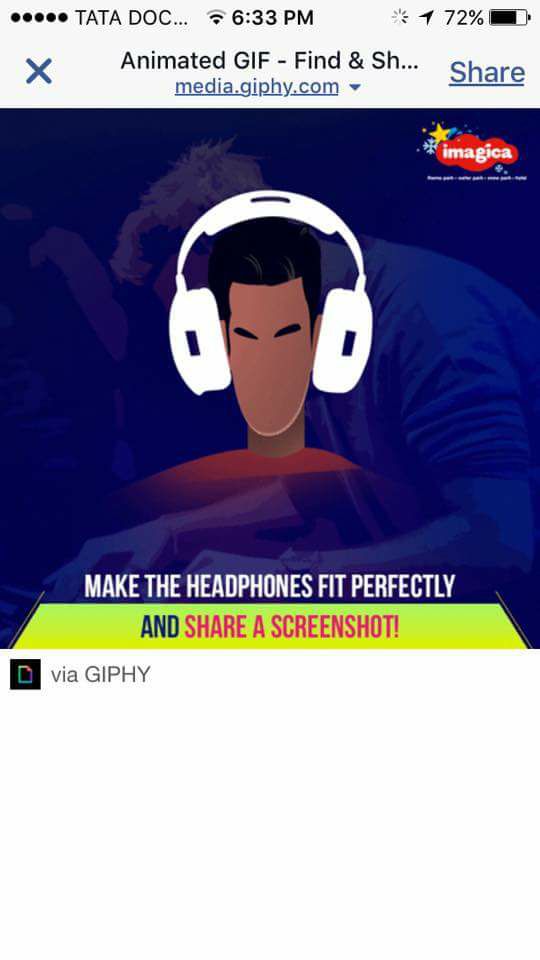 TATA DOC... 6:33 PM 72%
Animated GIF - Find & Sh...
media.giphy.com
Share
imagica
theme park - water park - snow park - hotel
MAKE THE HEADPHONES FIT PERFECTLY
AND SHARE A SCREENSHOT!
via GIPHY